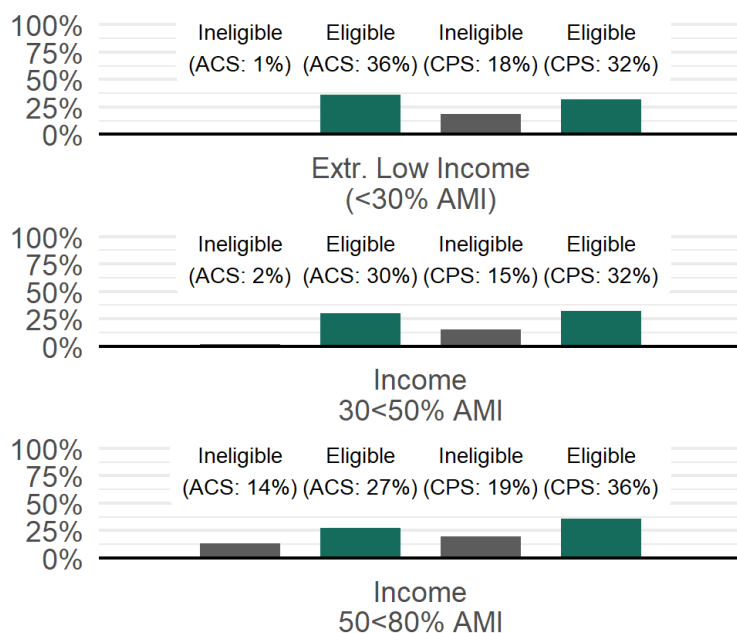 100%
75%
50%
25%
0%
Ineligible Eligible Ineligible Eligible
(ACS: 1%) (ACS: 36%) (CPS: 18%) (CPS: 32%)
Extr. Low Income
(<30% AMI)
100%
75%
50%
25%
0%
Ineligible Eligible Ineligible Eligible
(ACS: 2%) (ACS: 30%) (CPS: 15%) (CPS: 32%)
Income
30<50% AMI
100%
75%
50%
25%
0%
Ineligible Eligible Ineligible Eligible
(ACS: 14%) (ACS: 27%) (CPS: 19%) (CPS: 36%)
Income
50<80% AMI